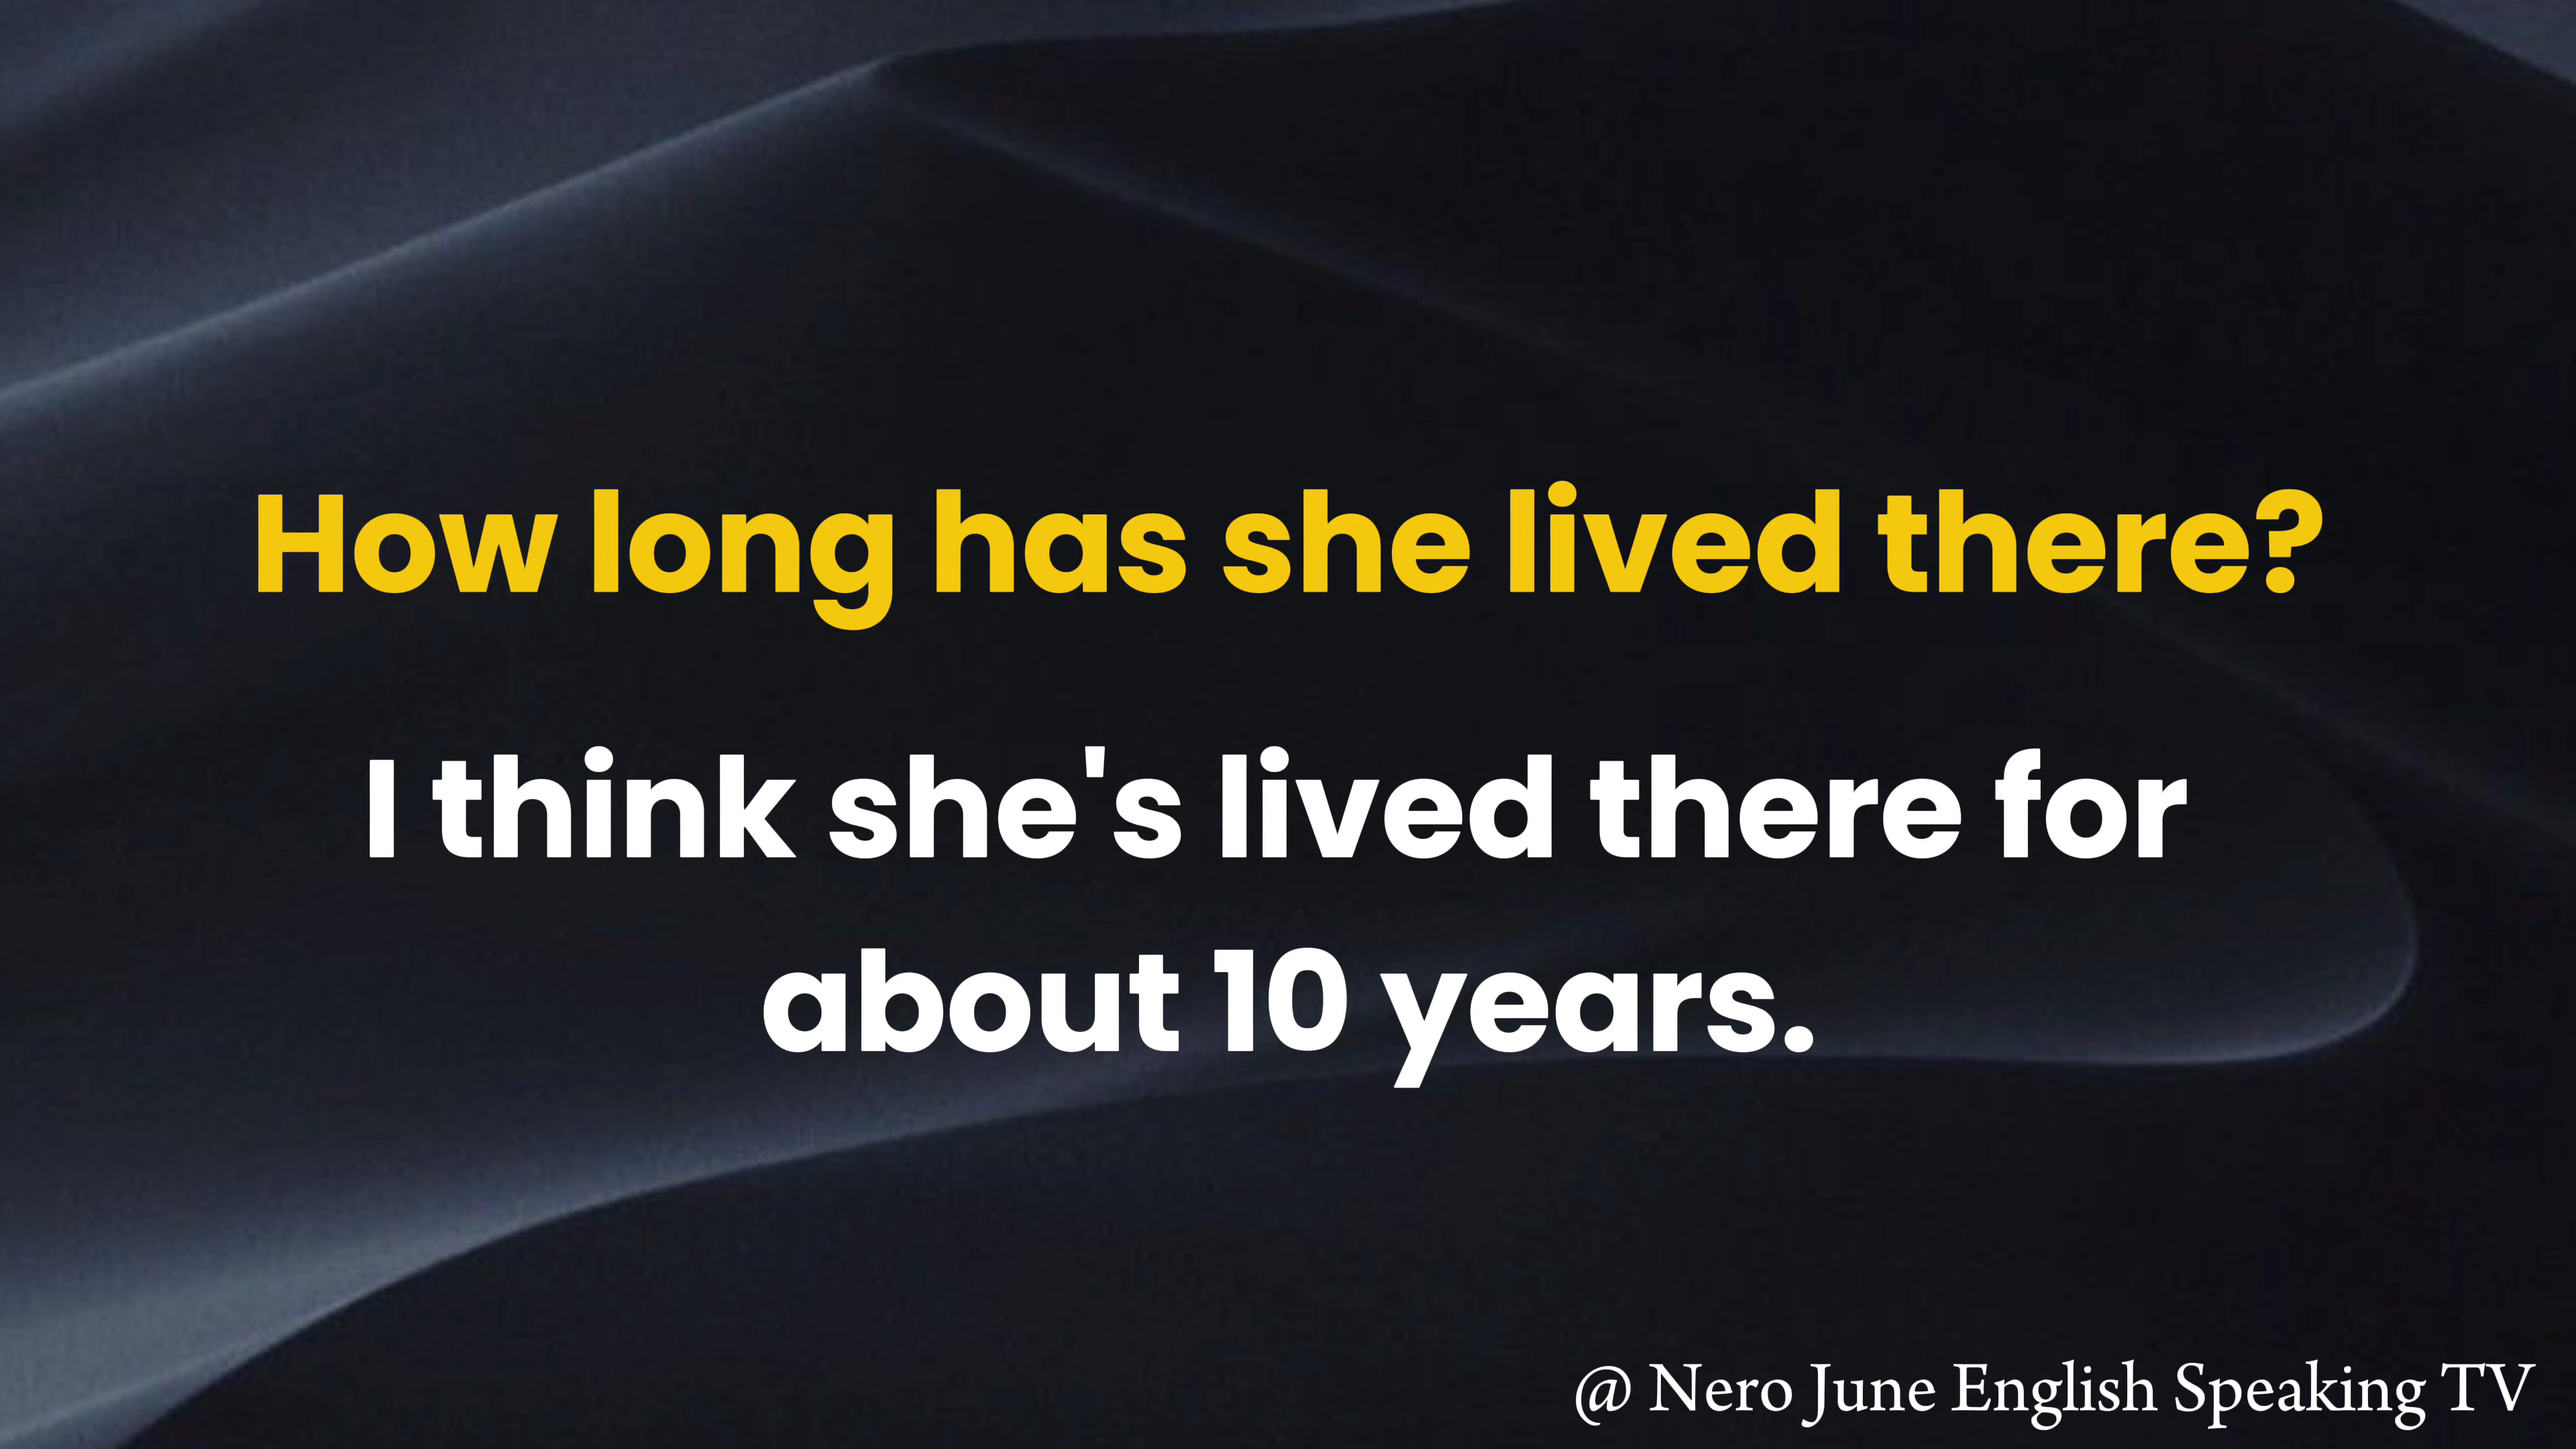 How long has she lived there?
I think she's lived there for
about 10 years.
@ Nero June English Speaking TV